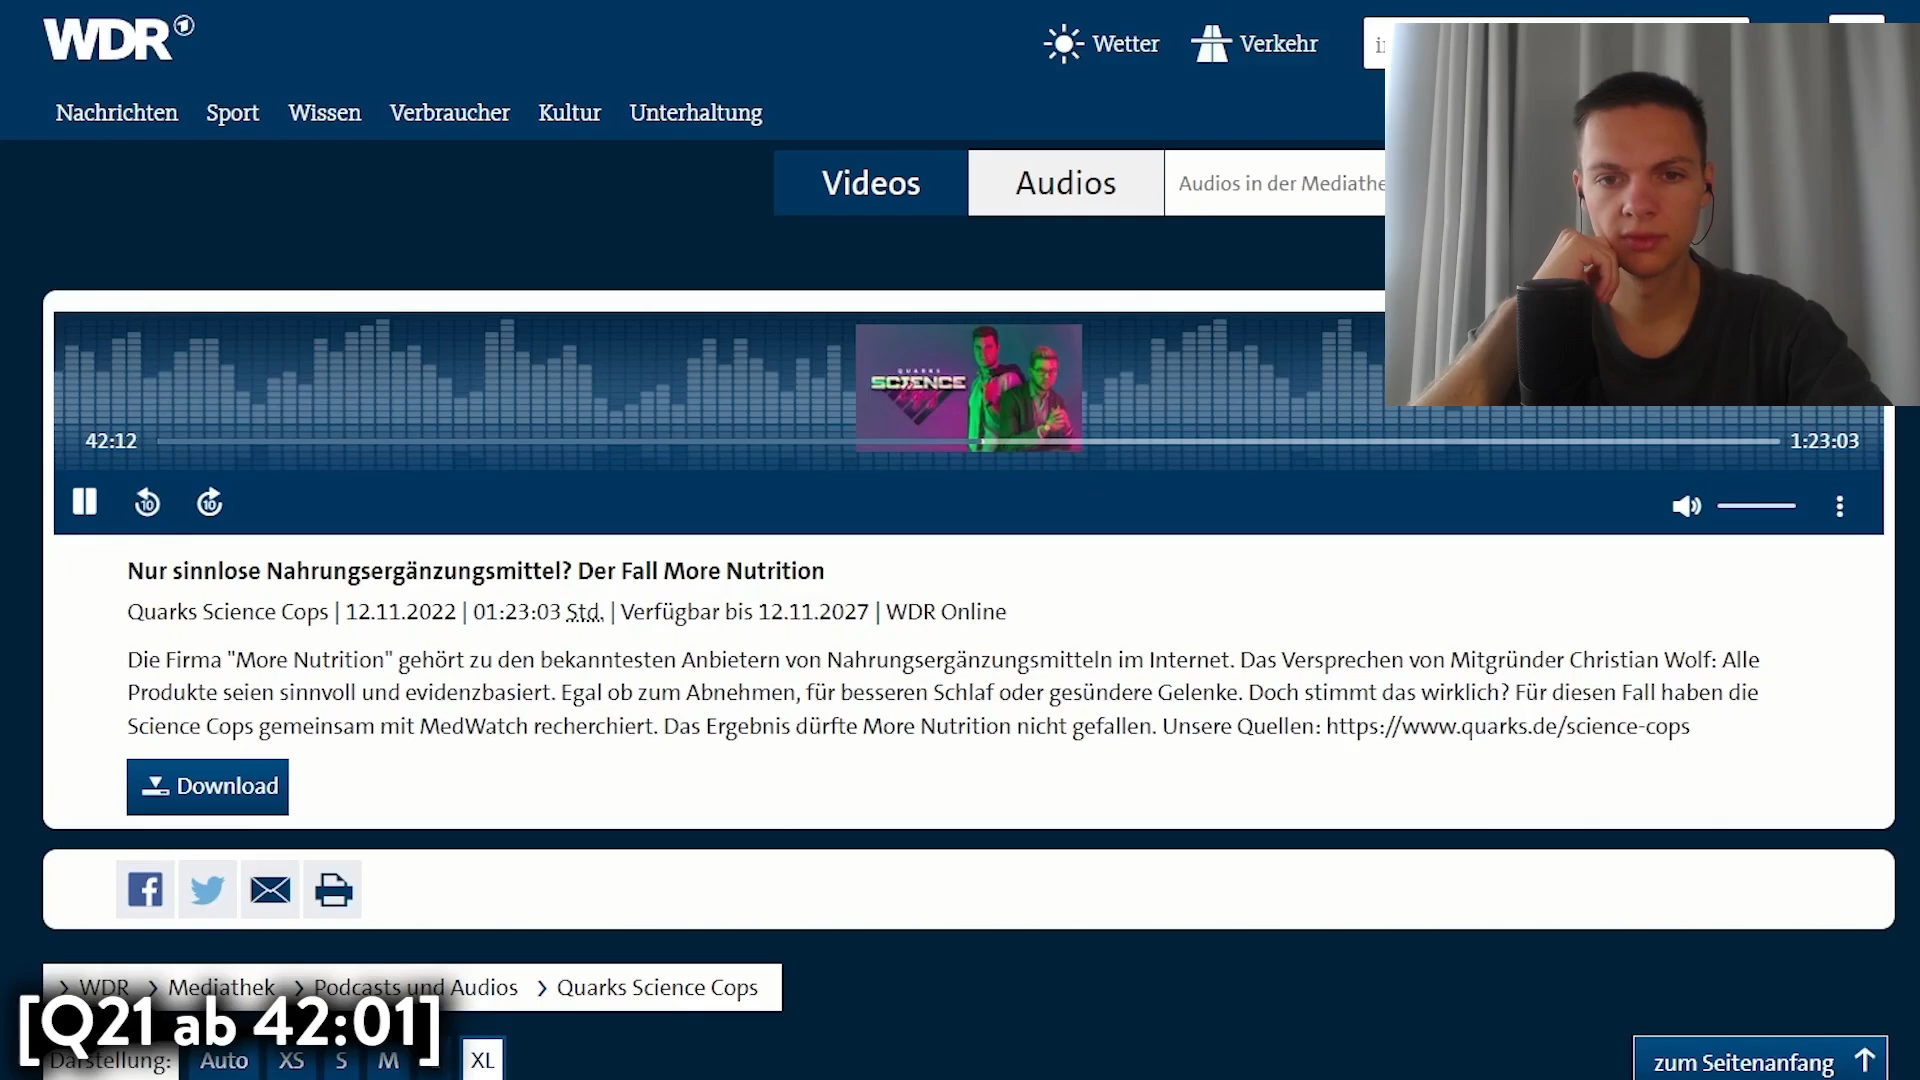 WDR
Wetter
Verkehr
Nachrichten
Sport
Wissen
Verbraucher
Kultur
Unterhaltung
Videos
Audios
Audios in der Mediathe
QUARKS
SCIENCE
42:12
1:23:03
10
10
Nur sinnlose Nahrungsergänzungsmittel? Der Fall More Nutrition
Quarks Science Cops | 12.11.2022 | 01:23:03 Std. | Verfügbar bis 12.11.2027 | WDR Online
Die Firma "More Nutrition" gehört zu den bekanntesten Anbietern von Nahrungsergänzungsmitteln im Internet. Das Versprechen von Mitgründer Christian Wolf: Alle
Produkte seien sinnvoll und evidenzbasiert. Egal ob zum Abnehmen, für besseren Schlaf oder gesündere Gelenke. Doch stimmt das wirklich? Für diesen Fall haben die
Science Cops gemeinsam mit MedWatch recherchiert. Das Ergebnis dürfte More Nutrition nicht gefallen. Unsere Quellen: https://www.quarks.de/science-cops
Download
> WDR > Mediathek > Podcasts und Audios > Quarks Science Cops
[Q21 ab 42:01]
Darstellung: Auto XS S M XL
zum Seitenanfang